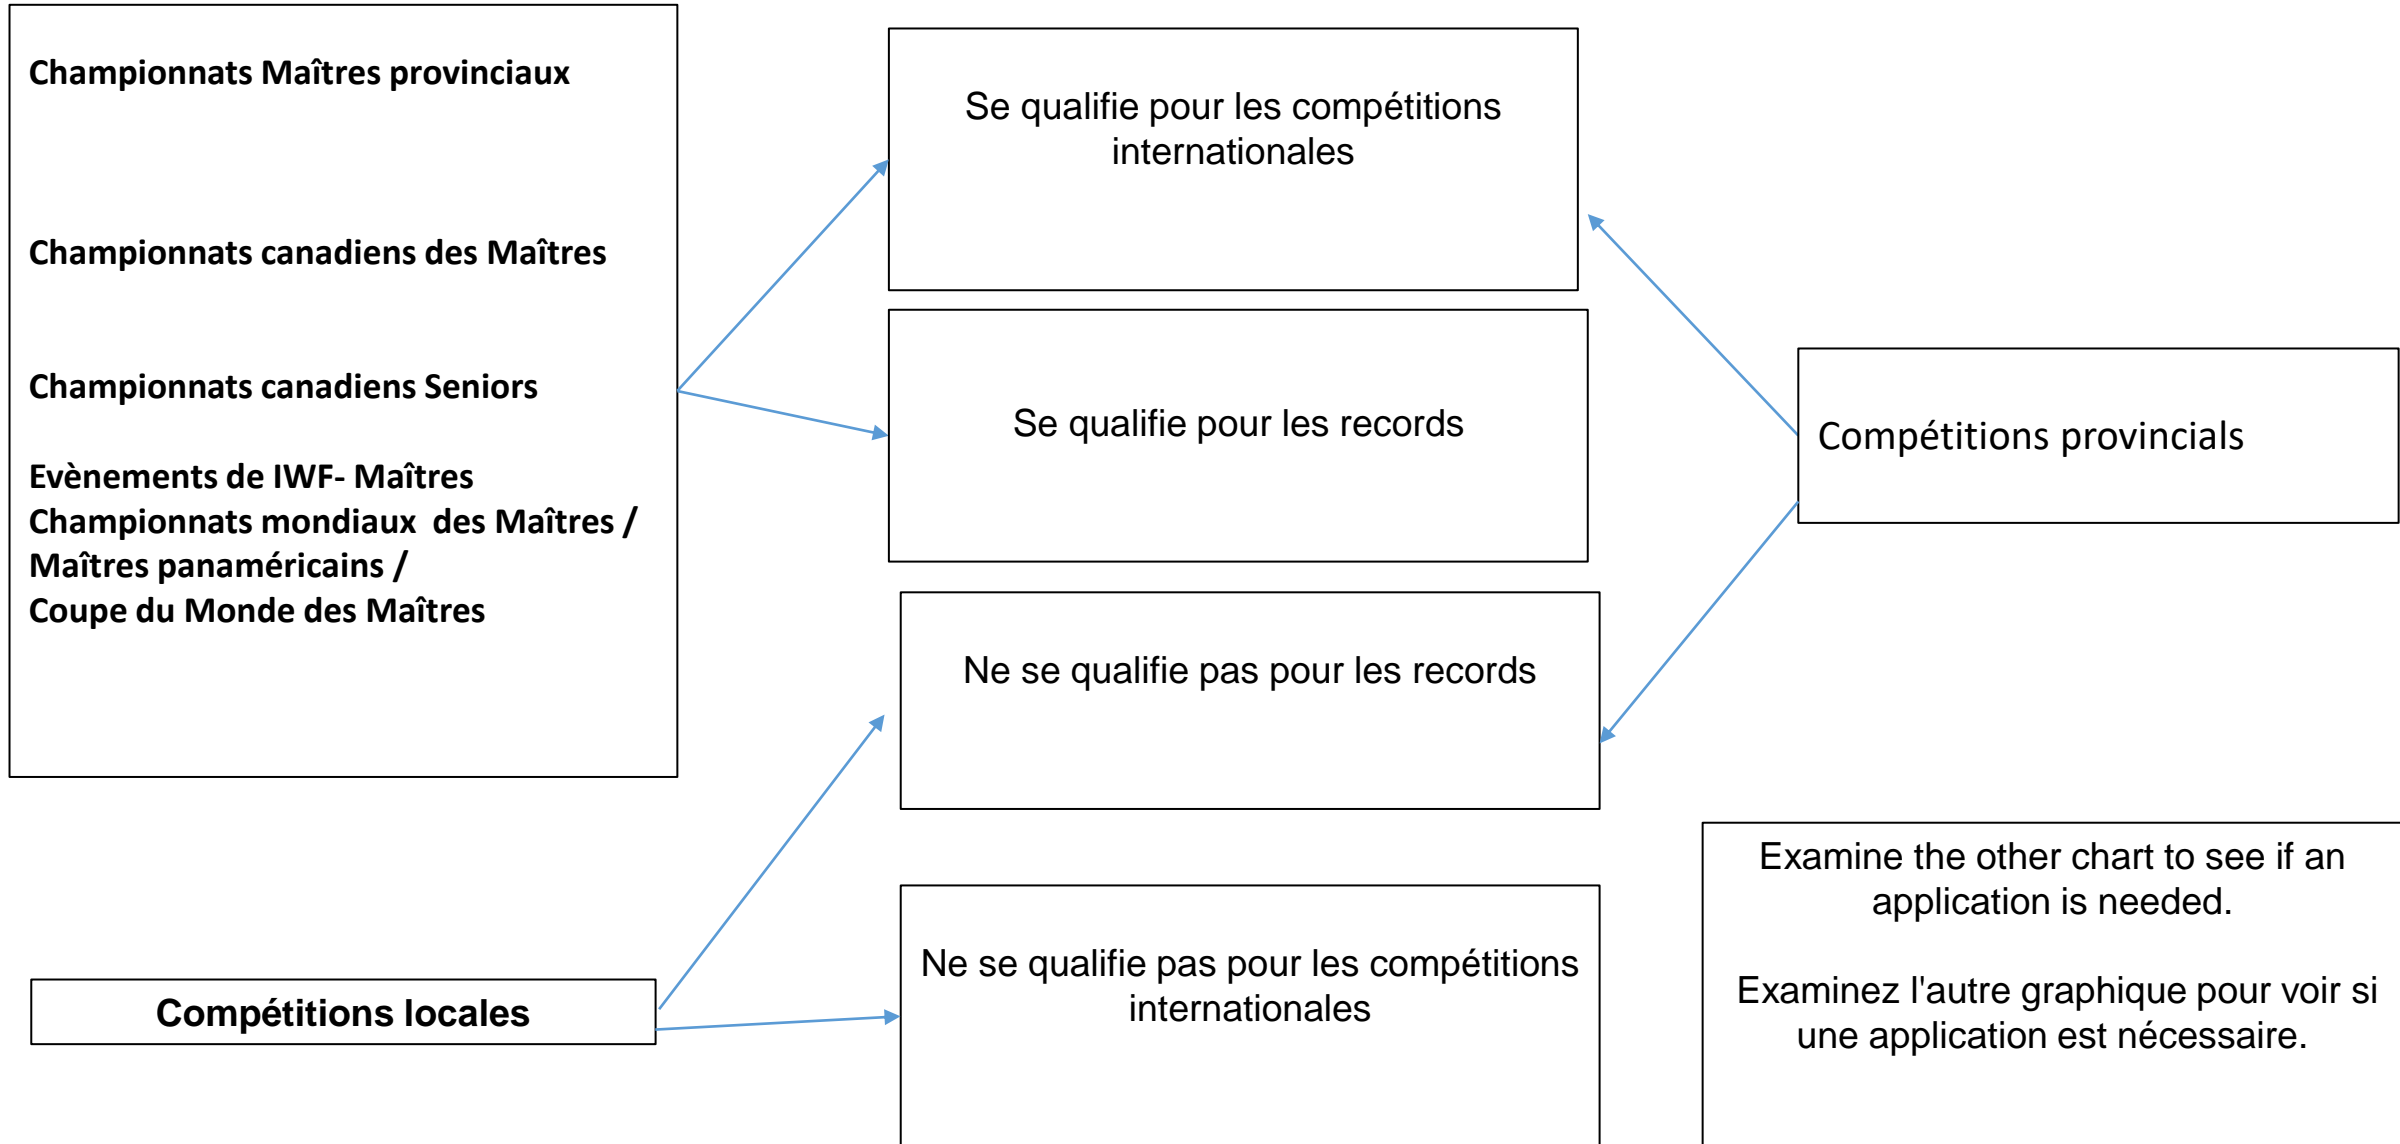 Championnats Maîtres provinciaux
Championnats canadiens des Maîtres
Championnats canadiens Seniors
Evènements de IWF- Maîtres
Championnats mondiaux  des Maîtres /
Maîtres panaméricains /
Coupe du Monde des Maîtres
Se qualifie pour les compétitions
internationales
Se qualifie pour les records
Ne se qualifie pas pour les records
Ne se qualifie pas pour les compétitions
internationales
Compétitions provincials
Compétitions locales
Examine the other chart to see if an
application is needed.
Examinez l'autre graphique pour voir si
une application est nécessaire.